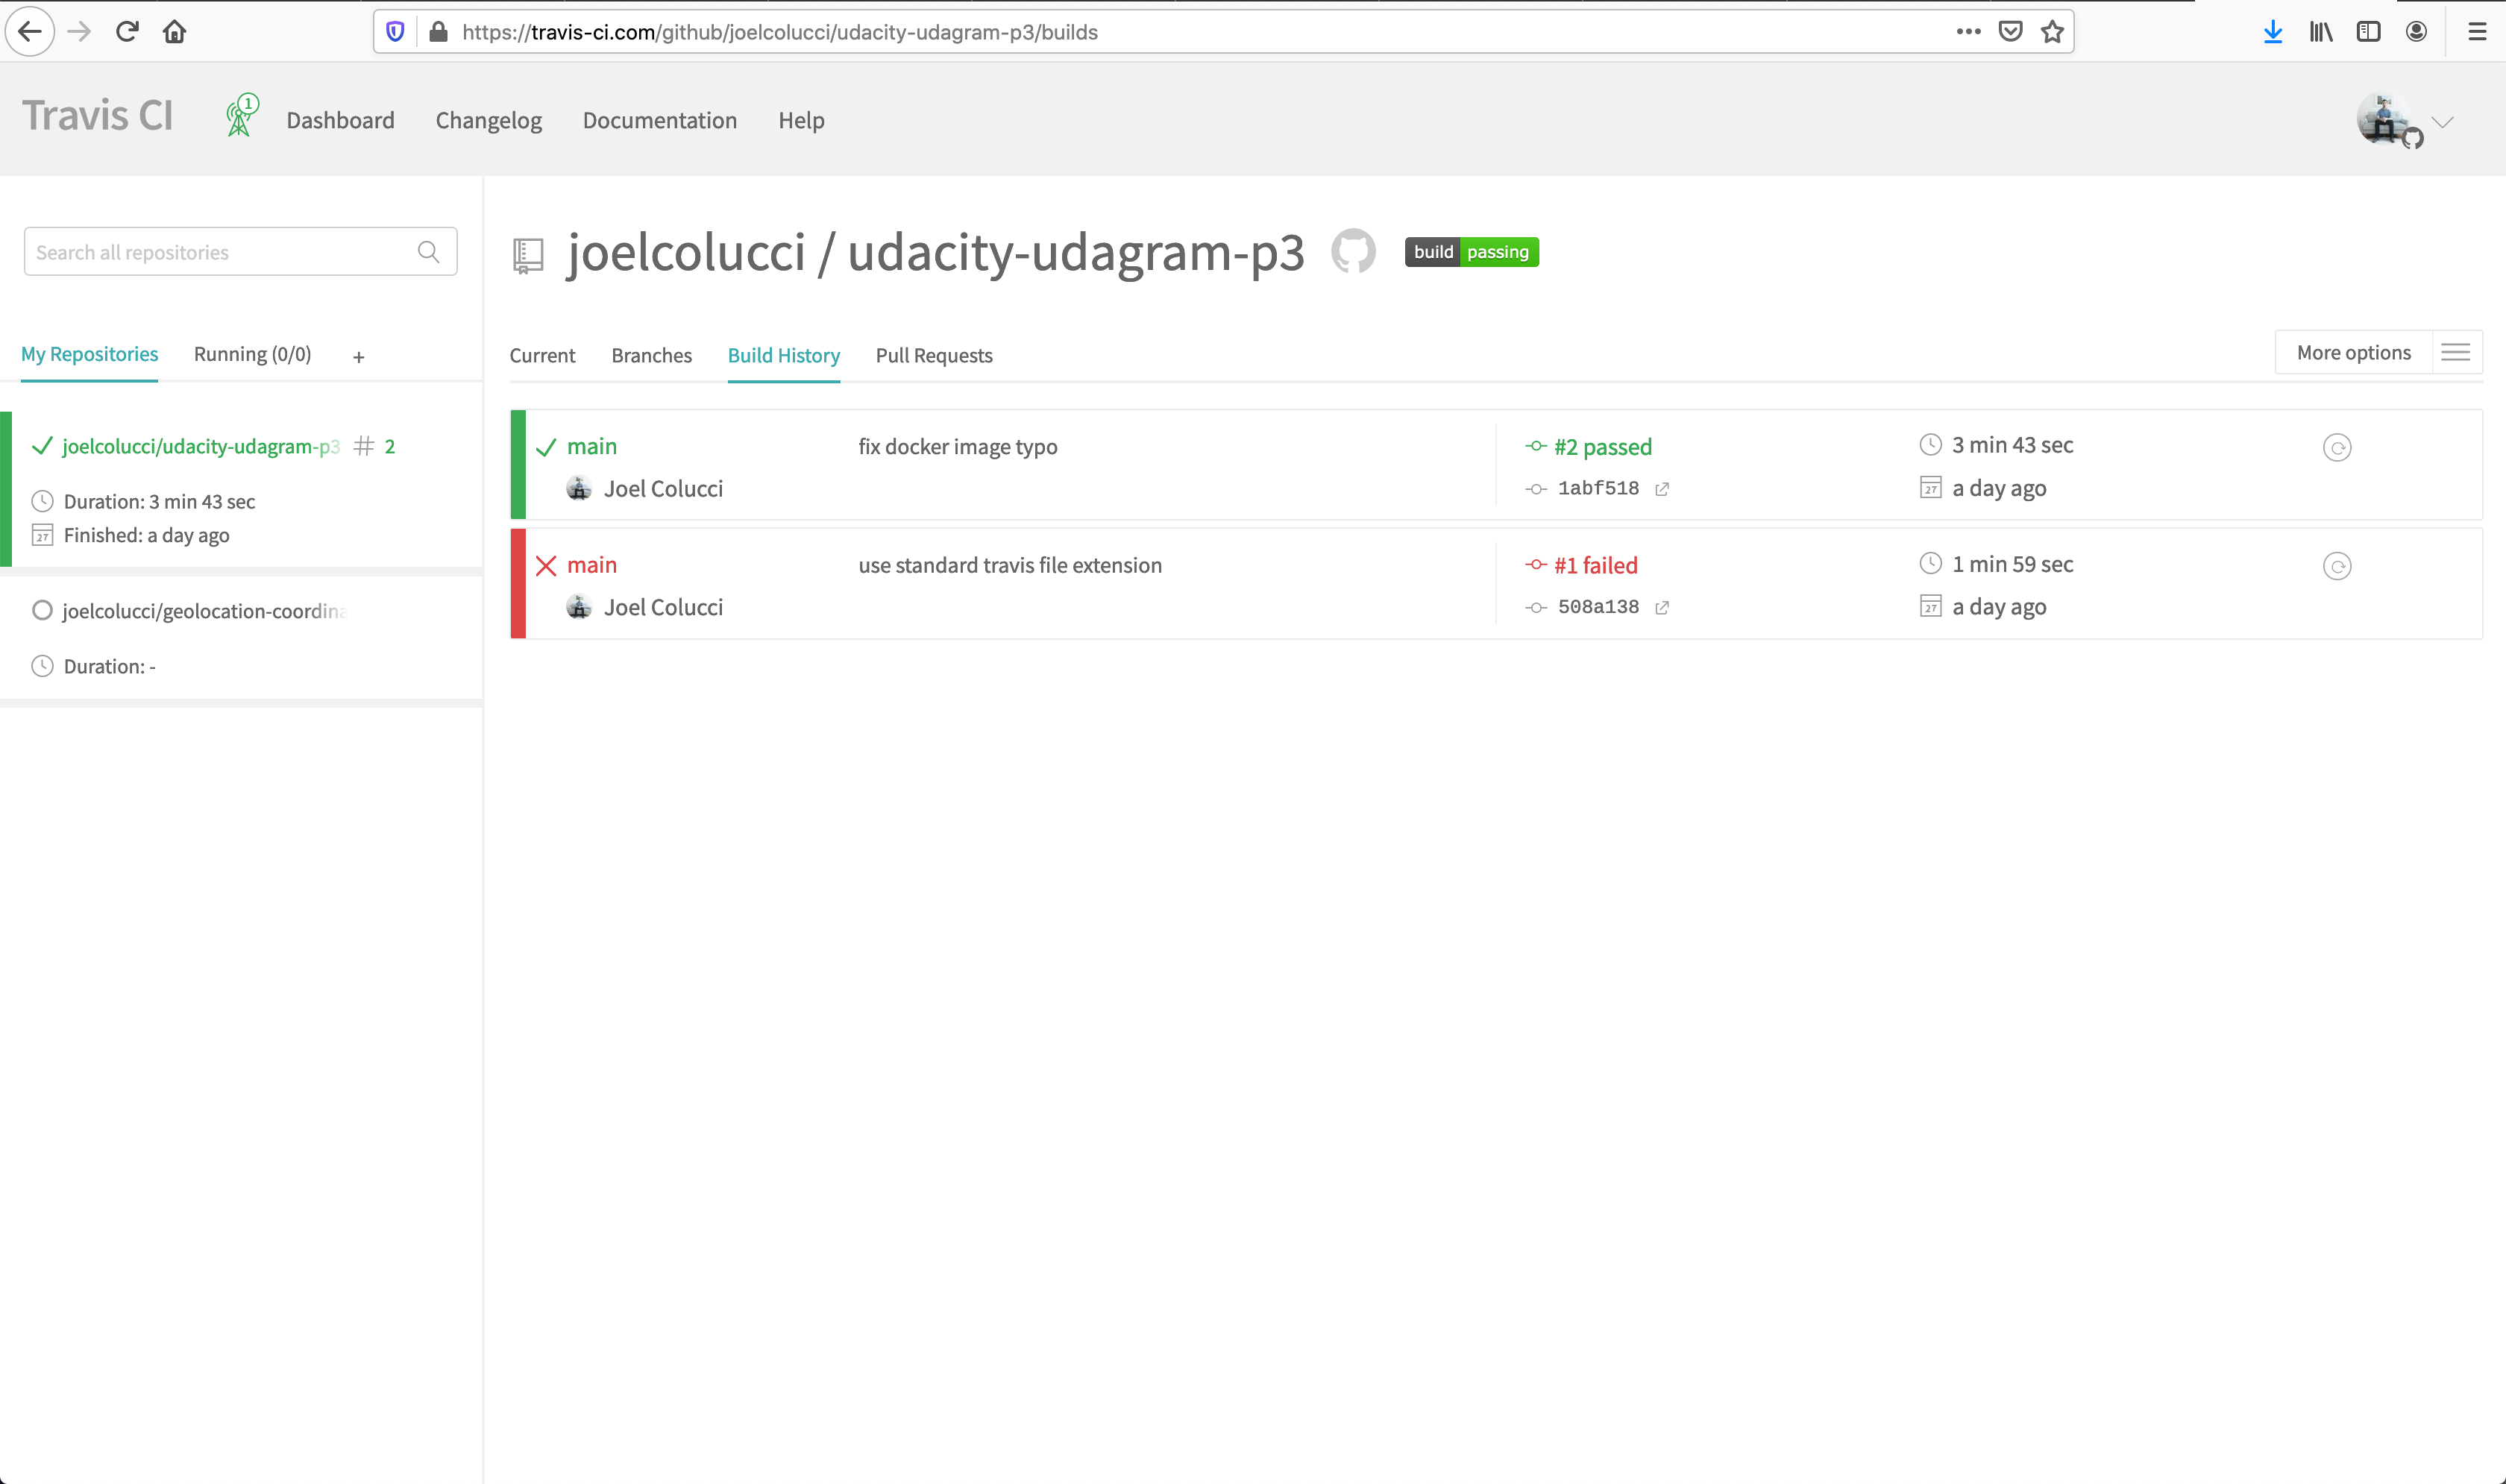 https://travis-ci.com/github/joelcolucci/udacity-udagram-p3/builds
Travis CI
1
Dashboard Changelog Documentation Help
Search all repositories
joelcolucci / udacity-udagram-p3 build passing
My Repositories Running (0/0) +
Current Branches Build History Pull Requests More options
joelcolucci/udacity-udagram-p3 # 2
Duration: 3 min 43 sec
27 Finished: a day ago
joelcolucci/geolocation-coordina
Duration: -
main fix docker image typo #2 passed 3 min 43 sec
Joel Colucci 1abf518 27 a day ago
main use standard travis file extension #1 failed 1 min 59 sec
Joel Colucci 508a138 27 a day ago